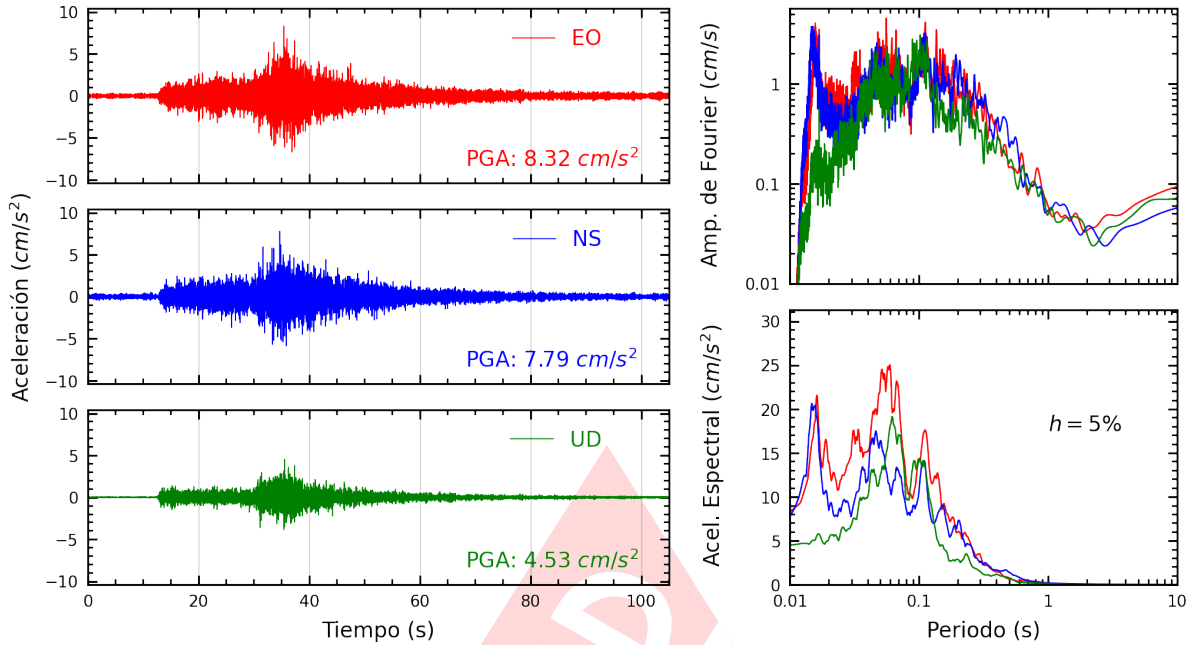 Aceleración (cm/s²)
10
5
0
−5
−10
EO
PGA: 8.32 cm/s²
10
5
0
−5
−10
NS
PGA: 7.79 cm/s²
10
5
0
−5
−10
UD
PGA: 4.53 cm/s²
0 20 40 60 80 100
Tiempo (s)
Amp. de Fourier (cm/s)
1
0.1
0.01
Acel. Espectral (cm/s²)
30
25
20
15
10
5
0
h = 5%
0.01 0.1 1 10
Periodo (s)